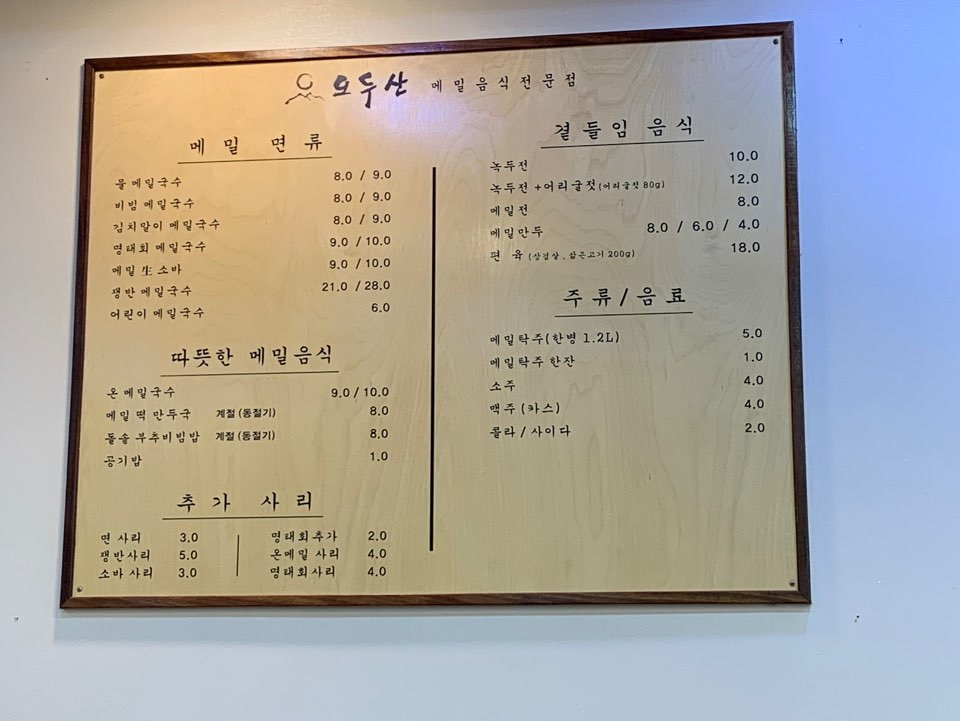 오두산 메밀음식전문점
메밀 면류
물 메밀국수 8.0 / 9.0
비빔 메밀국수 8.0 / 9.0
김치말이 메밀국수 8.0 / 9.0
명태회 메밀국수 9.0 / 10.0
메밀 生 소바 9.0 / 10.0
쟁반 메밀국수 21.0 / 28.0
어린이 메밀국수 6.0
따뜻한 메밀음식
온 메밀국수 9.0 / 10.0
메밀 떡 만두국 계절 (동절기) 8.0
돌솥 부추비빔밥 계절 (동절기) 8.0
공기밥 1.0
추가 사리
면 사리 3.0
쟁반사리 5.0
소바 사리 3.0
명태회추가 2.0
온메밀 사리 4.0
명태회사리 4.0
곁들임 음식
녹두전 10.0
녹두전 +어리굴젓 (어리굴젓 80g) 12.0
메밀전 8.0
메밀만두 8.0 / 6.0 / 4.0
편 육 (삼겹살, 삶은고기 200g) 18.0
주류/음료
메밀탁주(한병 1.2L) 5.0
메밀탁주 한잔 1.0
소주 4.0
맥주 (카스) 4.0
콜라 / 사이다 2.0